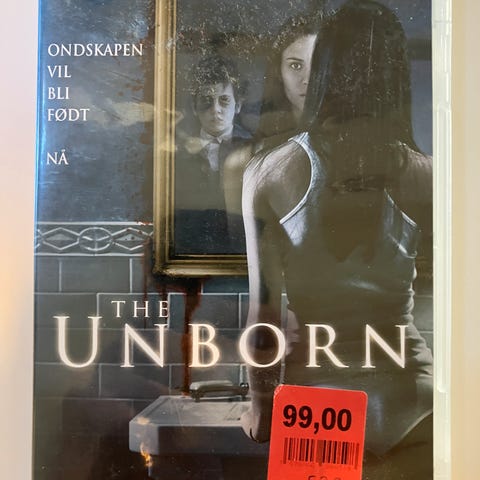 ONDSKAPEN
VIL
BLI
FØDT
NÅ
THE
UNBORN
99,00